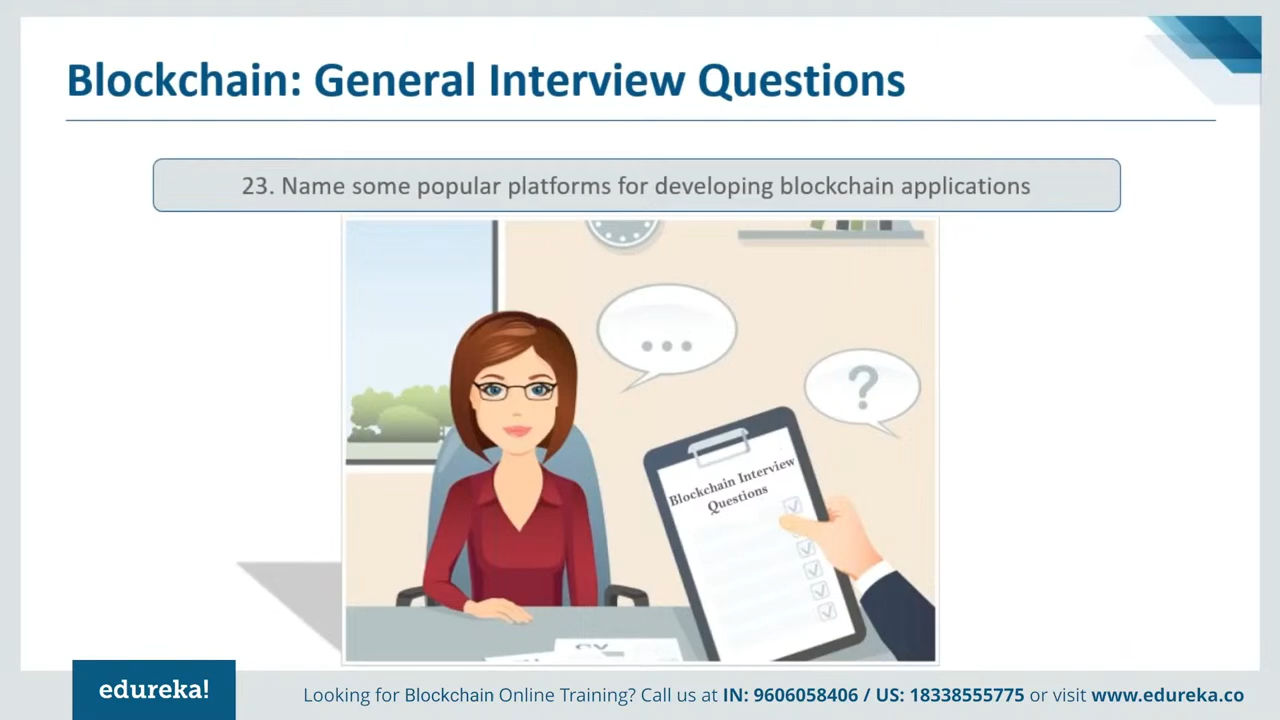 Blockchain: General Interview Questions
23. Name some popular platforms for developing blockchain applications
...
?
Blockchain Interview
Questions
CV
edureka!
Looking for Blockchain Online Training? Call us at IN: 9606058406 / US: 18338555775 or visit www.edureka.co